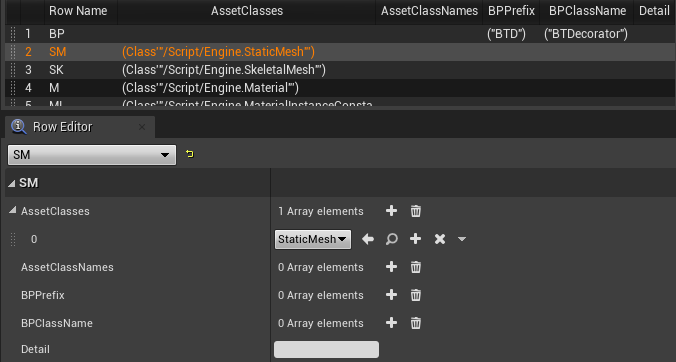 Row Name AssetClasses AssetClassNames BPPrefix BPClassName Detail
1 BP ("BTD") ("BTDecorator")
2 SM (Class'"/Script/Engine.StaticMesh"')
3 SK (Class'"/Script/Engine.SkeletalMesh"')
4 M (Class'"/Script/Engine.Material"')
5 MI (Class'"/Script/Engine.MaterialInstanceConsta
Row Editor
SM
SM
AssetClasses 1 Array elements
0 StaticMesh
AssetClassNames 0 Array elements
BPPrefix 0 Array elements
BPClassName 0 Array elements
Detail